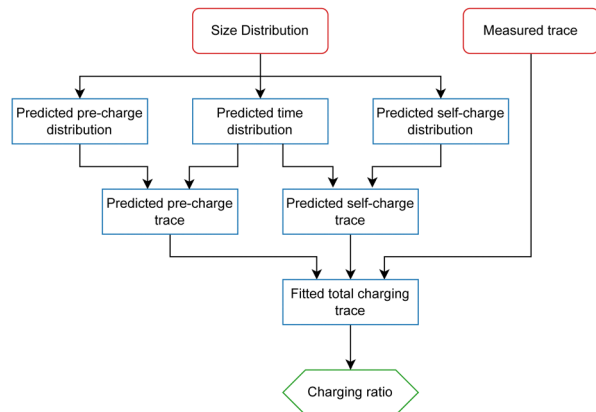 Size Distribution
Measured trace
Predicted pre-charge
distribution
Predicted time
distribution
Predicted self-charge
distribution
Predicted pre-charge
trace
Predicted self-charge
trace
Fitted total charging
trace
Charging ratio